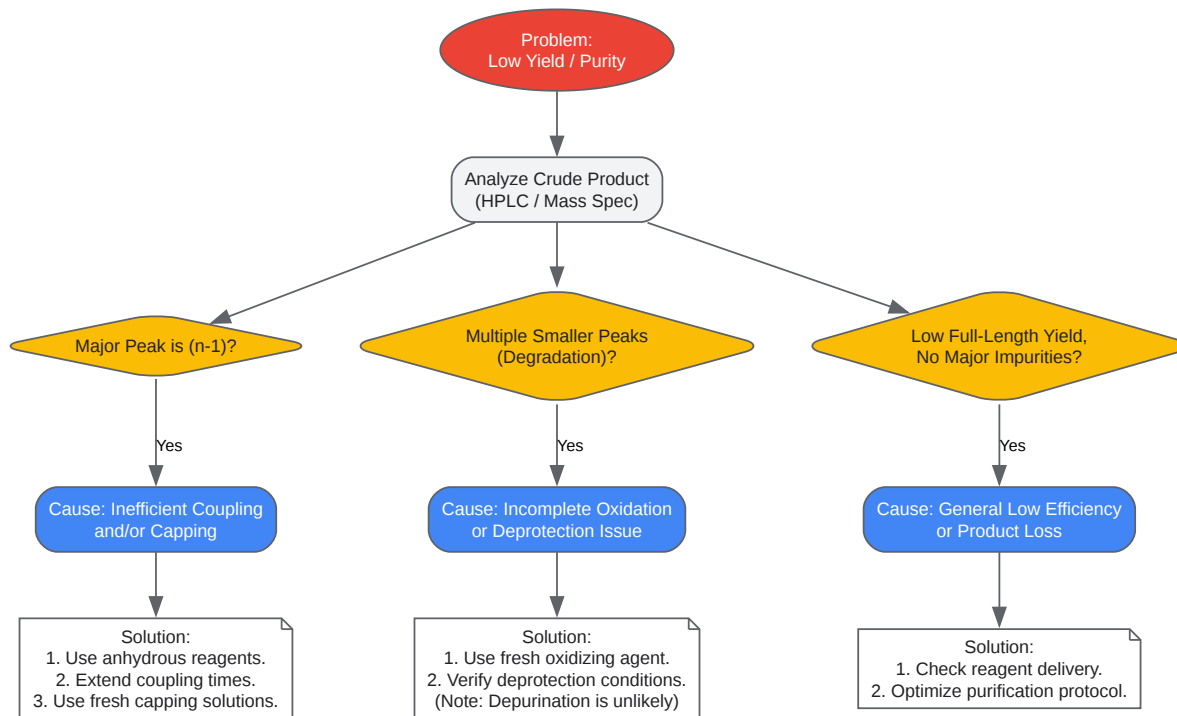 Problem:
Low Yield / Purity
Analyze Crude Product
(HPLC / Mass Spec)
Major Peak is (n-1)?
Multiple Smaller Peaks
(Degradation)?
Low Full-Length Yield,
No Major Impurities?
Yes
Yes
Yes
Cause: Inefficient Coupling
and/or Capping
Cause: Incomplete Oxidation
or Deprotection Issue
Cause: General Low Efficiency
or Product Loss
Solution:
1. Use anhydrous reagents.
2. Extend coupling times.
3. Use fresh capping solutions.
Solution:
1. Use fresh oxidizing agent.
2. Verify deprotection conditions.
(Note: Depurination is unlikely)
Solution:
1. Check reagent delivery.
2. Optimize purification protocol.